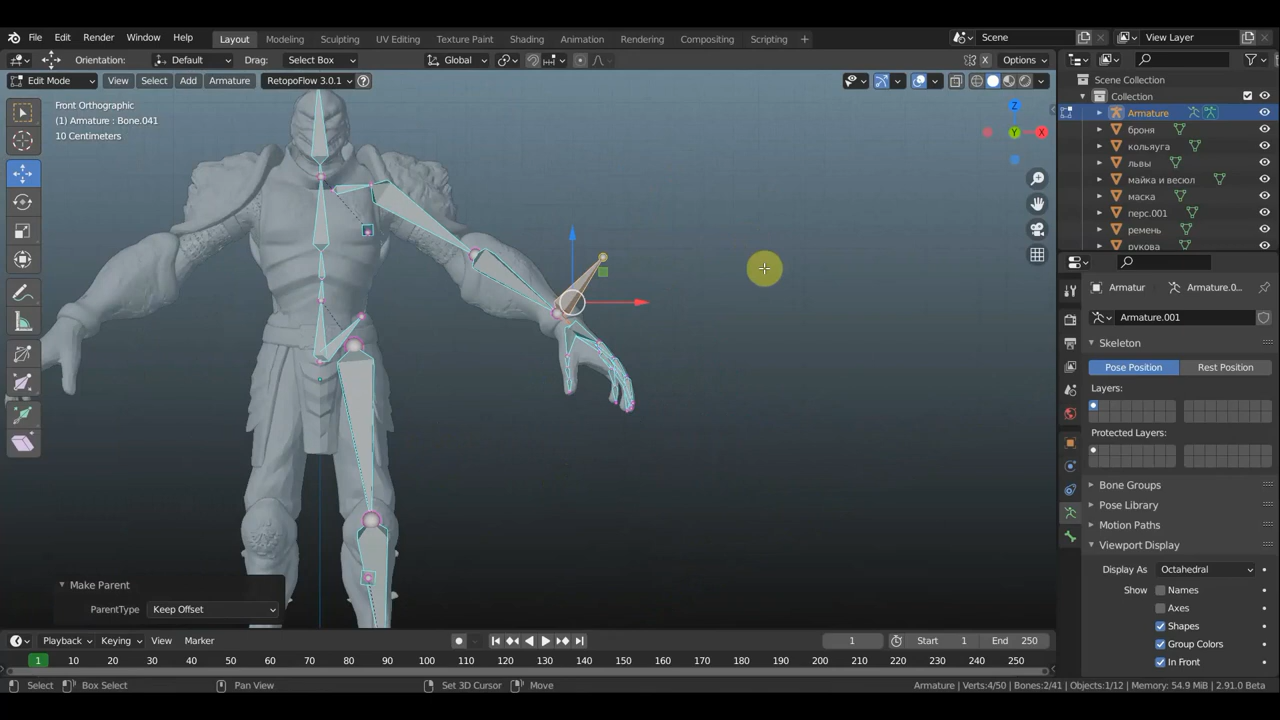 File Edit Render Window Help Layout Modeling Sculpting UV Editing Texture Paint Shading Animation Rendering Compositing Scripting + Scene View Layer
Orientation: Default Drag: Select Box Global Options
Edit Mode View Select Add Armature RetopoFlow 3.0.1
Front Orthographic
(1) Armature : Bone.041
10 Centimeters
Z
Y
X
Scene Collection
Collection
Armature
броня
кольяуга
львы
майка и весюл
маска
перс.001
ремень
рукова
Armatur Armature.0...
Armature.001
Skeleton
Pose Position Rest Position
Layers:
Protected Layers:
Bone Groups
Pose Library
Motion Paths
Viewport Display
Display As Octahedral
Show Names
Axes
Shapes
Group Colors
In Front
Make Parent
ParentType Keep Offset
Playback Keying View Marker 1 Start 1 End 250
1 10 20 30 40 50 60 70 80 90 100 110 120 130 140 150 160 170 180 190 200 210 220 230 240 250
Select Box Select Pan View Set 3D Cursor Move Armature | Verts:4/50 | Bones:2/41 | Objects:1/12 | Memory: 54.9 MiB | 2.91.0 Beta